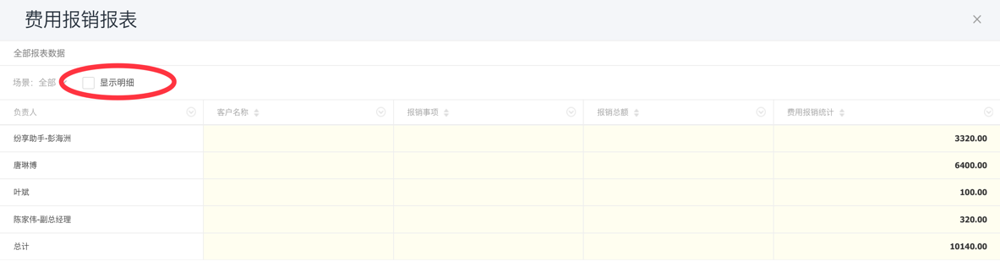 费用报销报表
全部报表数据
场景：全部 显示明细
负责人 客户名称 报销事项 报销总额 费用报销统计
纷享助手-彭海洲 3320.00
唐琳博 6400.00
叶斌 100.00
陈家伟-副总经理 320.00
总计 10140.00